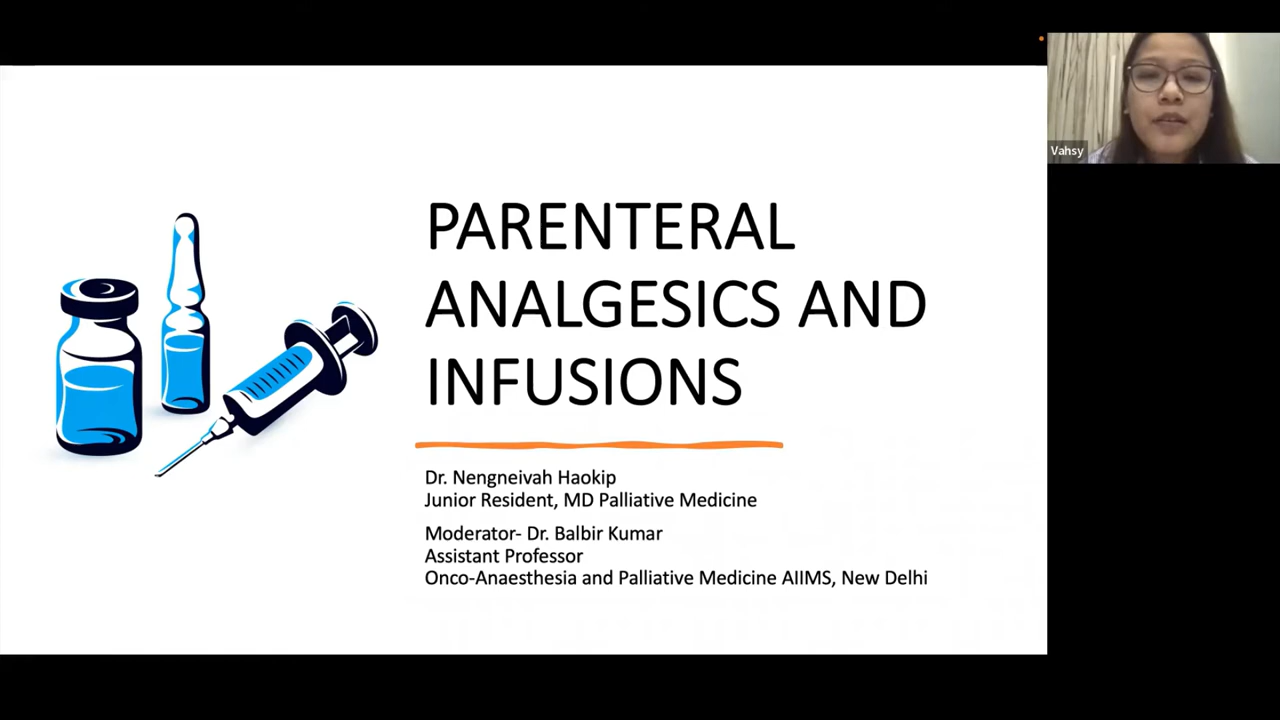 PARENTERAL
ANALGESICS AND
INFUSIONS
Dr. Nengneivah Haokip
Junior Resident, MD Palliative Medicine
Moderator- Dr. Balbir Kumar
Assistant Professor
Onco-Anaesthesia and Palliative Medicine AIIMS, New Delhi
Vahsy